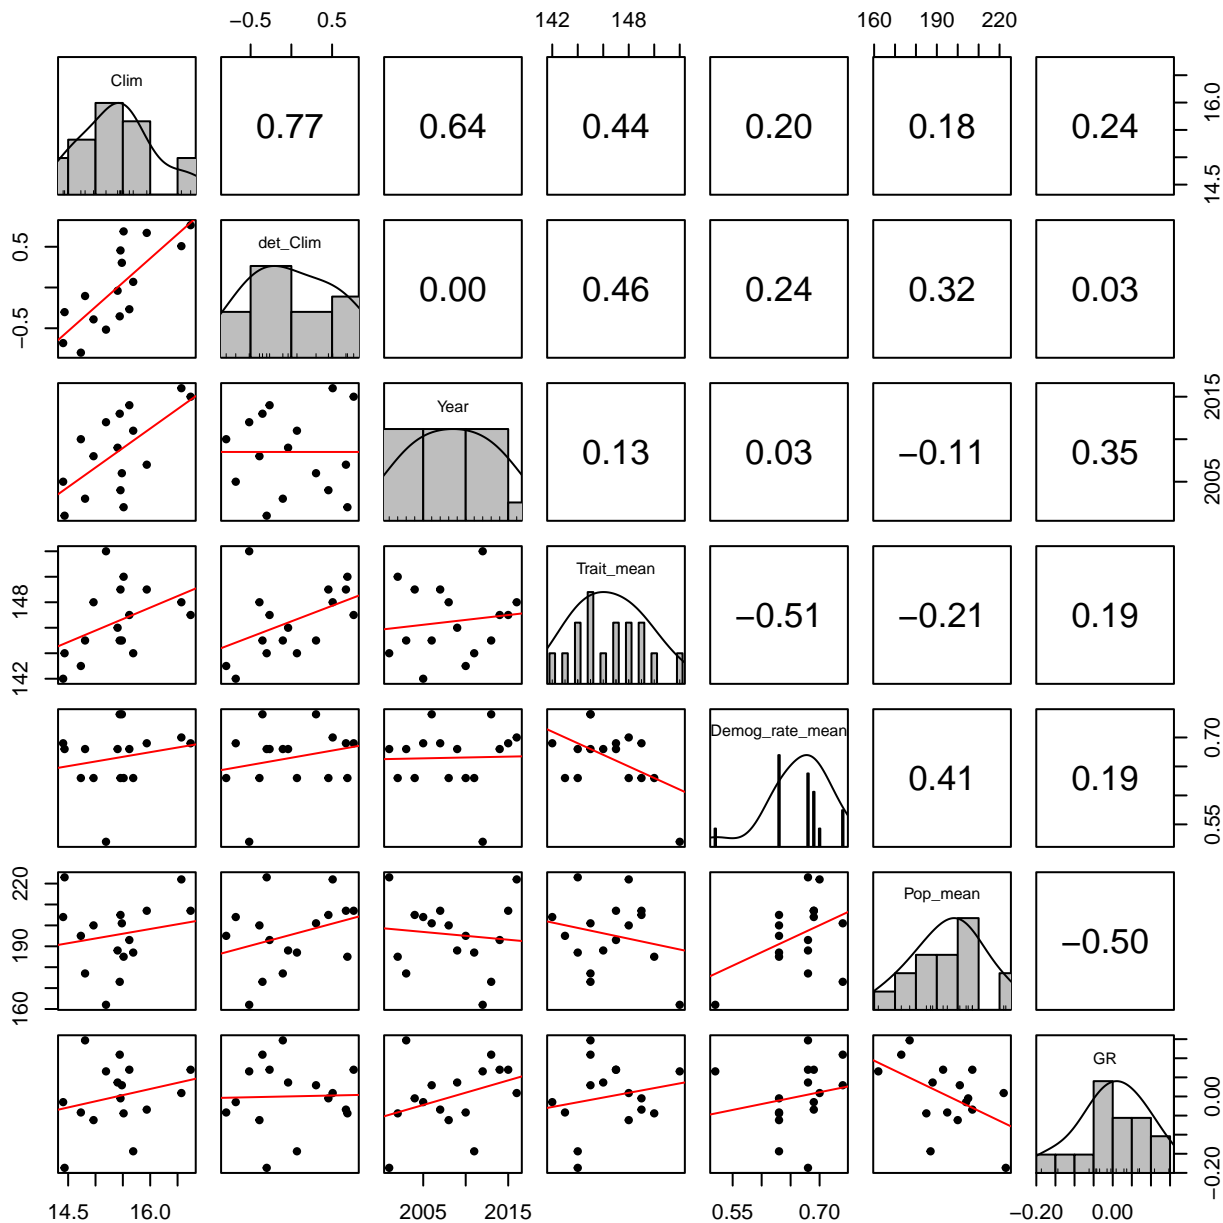 −0.5 0.5 142 148 160 190 220
Clim
0.77 0.64 0.44 0.20 0.18 0.24
14.5 16.0
−0.5 0.5
det_Clim
0.00 0.46 0.24 0.32 0.03
Year
0.13 0.03 −0.11 0.35
2005 2015
142 148
Trait_mean
−0.51 −0.21 0.19
Demog_rate_mean
0.41 0.19
0.55 0.70
160 190 220
Pop_mean
−0.50
GR
−0.20 0.00
14.5 16.0 2005 2015 0.55 0.70 −0.20 0.00